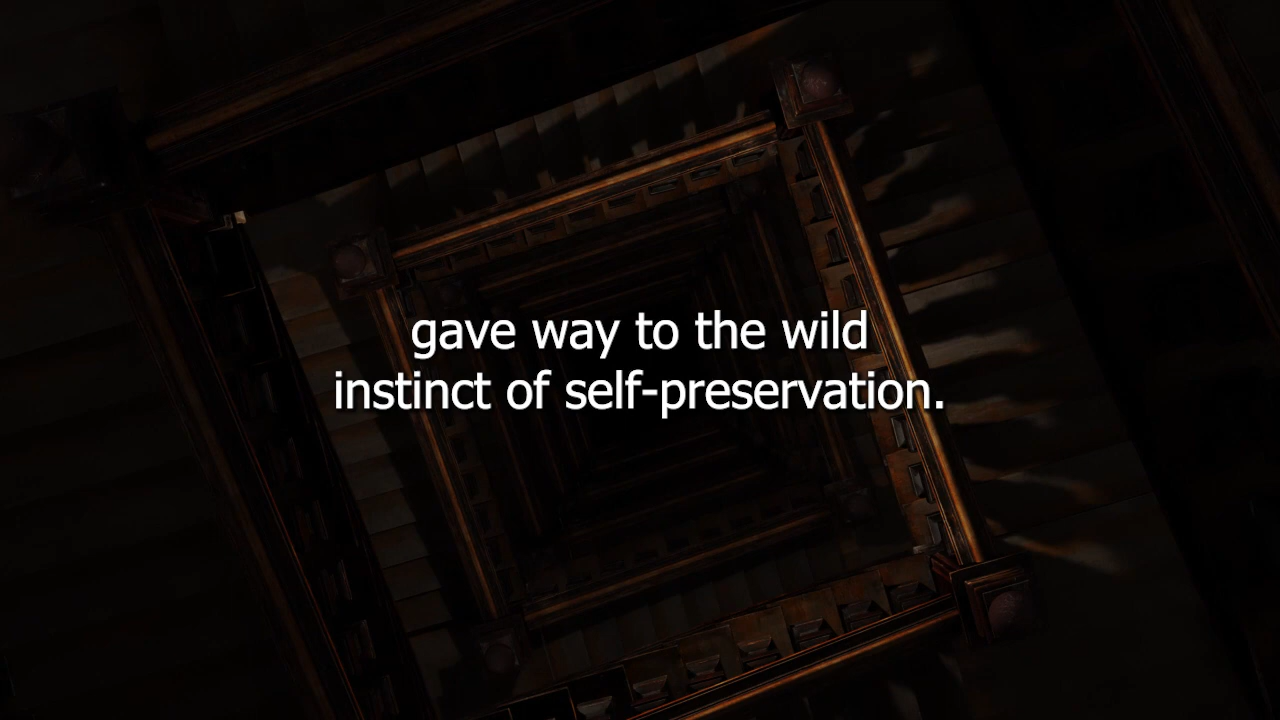 gave way to the wild
instinct of self-preservation.